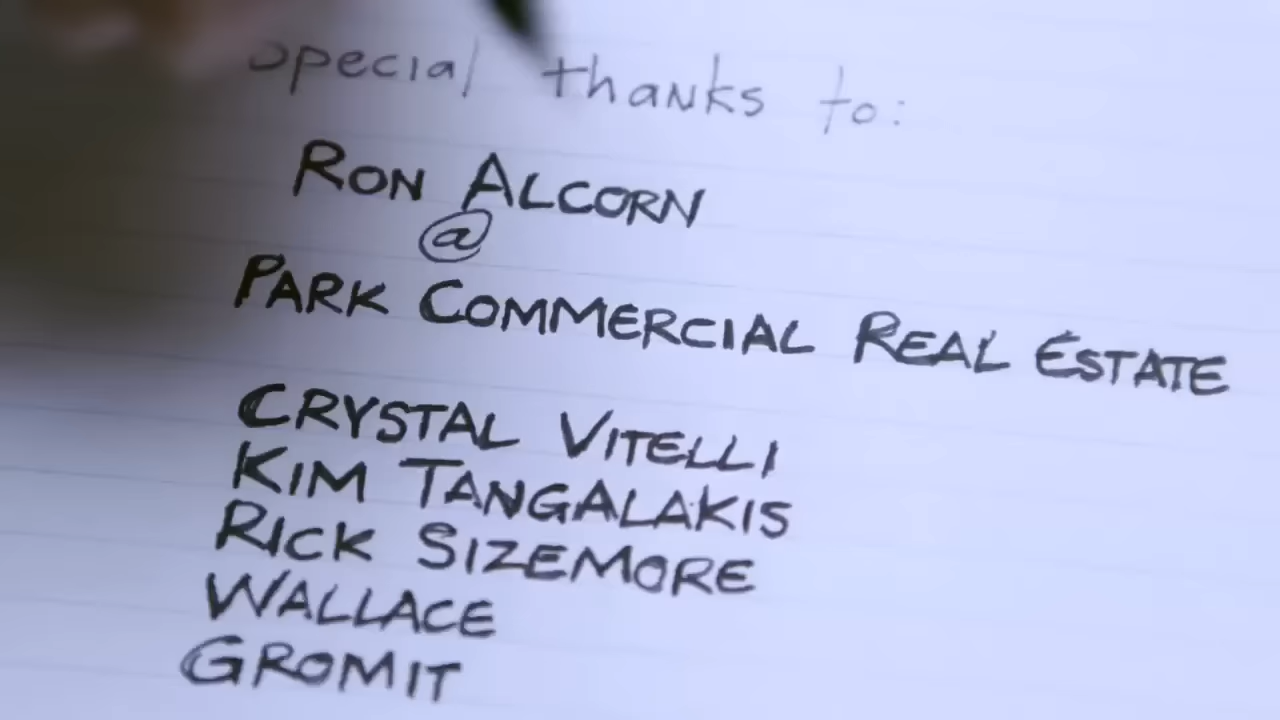 Special thanks to:
RON ALCORN
@
PARK COMMERCIAL REAL ESTATE
CRYSTAL VITELLI
KIM TANGALAKIS
RICK SIZEMORE
WALLACE
GROMIT